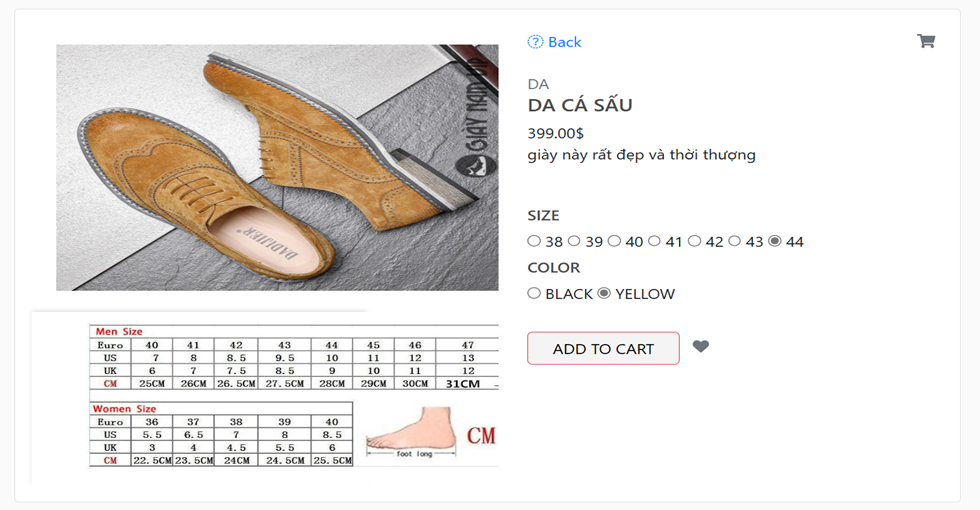 GIÀY NAM VIP
DADIJIER®
Back
DA
DA CÁ SẤU
399.00$
giày này rất đẹp và thời thượng
SIZE
38 39 40 41 42 43 44
COLOR
BLACK YELLOW
ADD TO CART
Men Size
Euro 40 41 42 43 44 45 46 47
US 7 8 8.5 9.5 10 11 12 13
UK 6 7 7.5 8.5 9 10 11 12
CM 25CM 26CM 26.5CM 27.5CM 28CM 29CM 30CM 31CM
Women Size
Euro 36 37 38 39 40
US 5.5 6.5 7 8 8.5
UK 3 4 4.5 5.5 6
CM 22.5CM 23.5CM 24CM 24.5CM 25.5CM
foot long
CM